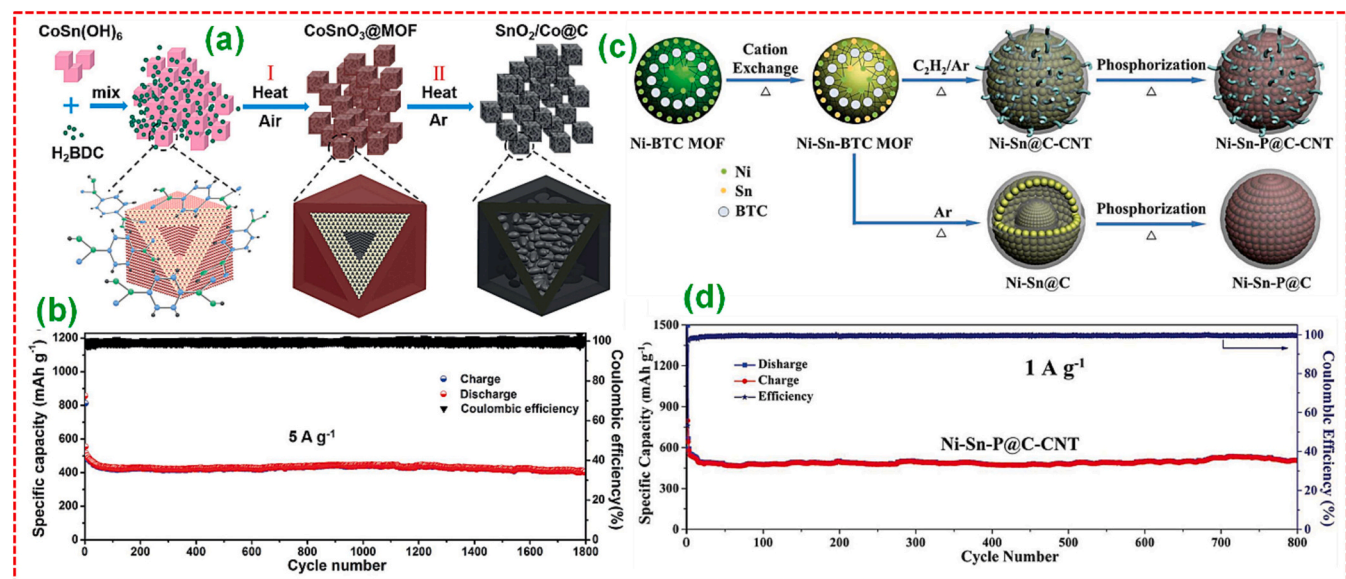 CoSn(OH)6
(a)
CoSnO3@MOF
SnO2/Co@C
+
mix
I
Heat
Air
II
Heat
Ar
H2BDC
(c)
Cation
Exchange
△
C2H2/Ar
△
Phosphorization
△
Ni-BTC MOF
Ni-Sn-BTC MOF
Ni-Sn@C-CNT
Ni-Sn-P@C-CNT
Ni
Sn
BTC
Ar
△
Phosphorization
△
Ni-Sn@C
Ni-Sn-P@C
(b)
Specific capacity (mAh g-1)
1200
1000
800
600
400
200
0
Charge
Discharge
Coulombic efficiency
5 A g-1
100
80
60
40
20
0
Coulombic efficiency(%)
0 200 400 600 800 1000 1200 1400 1600 1800
Cycle number
(d)
Specific Capacity (mAh g-1)
1500
1200
900
600
300
0
Disharge
Charge
Efficiency
1 A g-1
Ni-Sn-P@C-CNT
100
80
60
40
20
0
Coulombic Efficiency (%)
0 100 200 300 400 500 600 700 800
Cycle Number